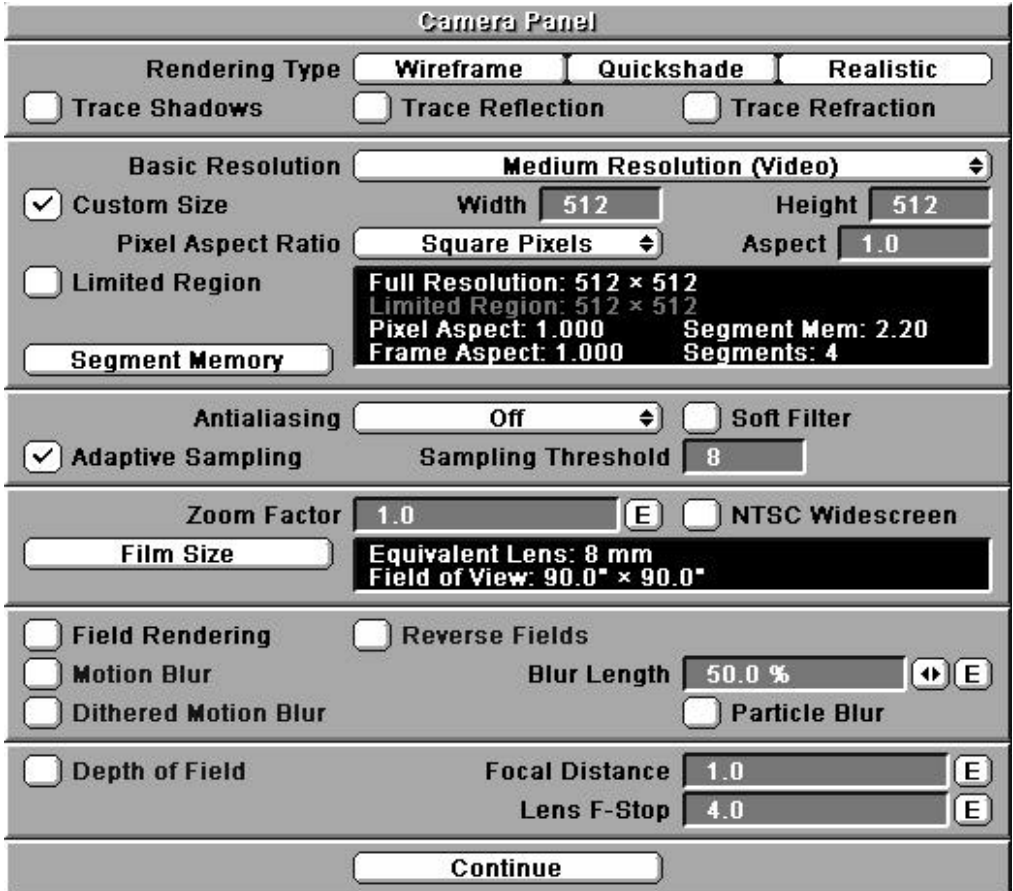 Camera Panel
Rendering Type Wireframe Quickshade Realistic
Trace Shadows Trace Reflection Trace Refraction
Basic Resolution Medium Resolution (Video)
Custom Size Width 512 Height 512
Pixel Aspect Ratio Square Pixels Aspect 1.0
Limited Region
Full Resolution: 512 × 512
Limited Region: 512 × 512
Pixel Aspect: 1.000 Segment Mem: 2.20
Segment Memory Frame Aspect: 1.000 Segments: 4
Antialiasing Off Soft Filter
Adaptive Sampling Sampling Threshold 8
Zoom Factor 1.0 E NTSC Widescreen
Film Size
Equivalent Lens: 8 mm
Field of View: 90.0° × 90.0°
Field Rendering Reverse Fields
Motion Blur Blur Length 50.0 % E
Dithered Motion Blur Particle Blur
Depth of Field Focal Distance 1.0 E
Lens F-Stop 4.0 E
Continue